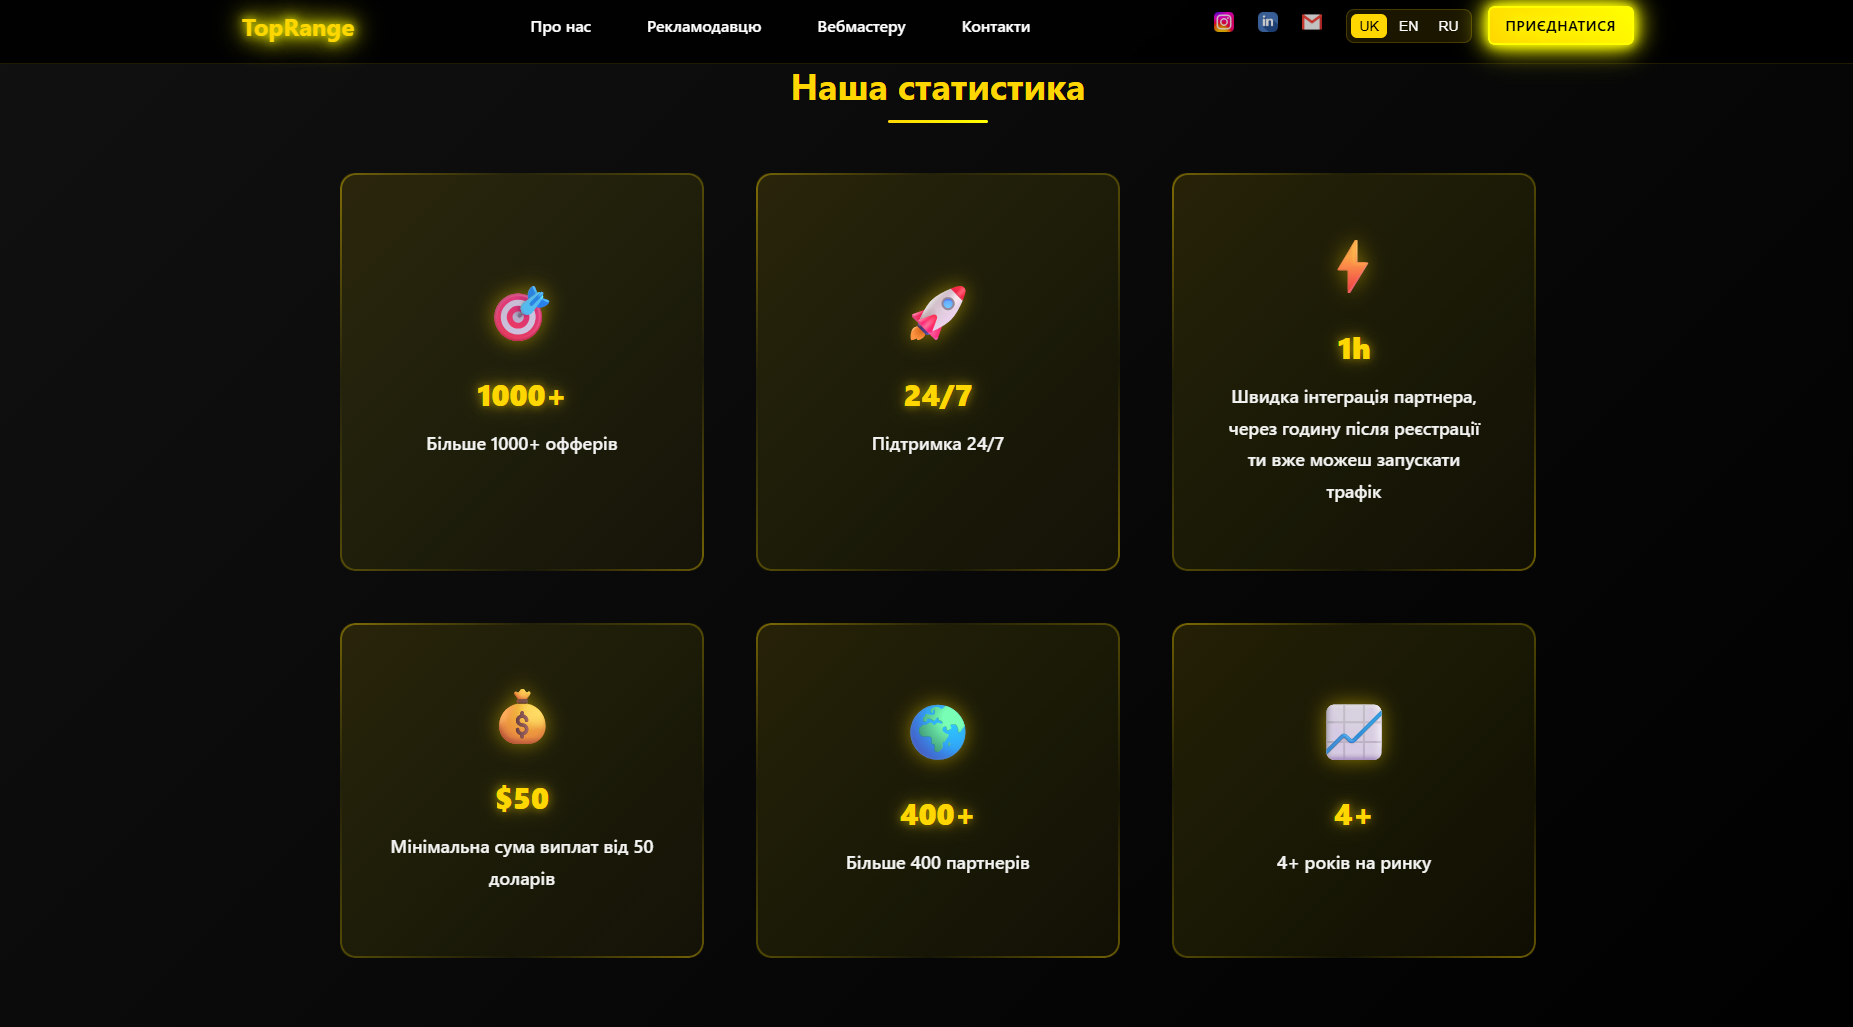 TopRange
Про нас
Рекламодавцю
Вебмастеру
Контакти
UK
EN
RU
ПРИЄДНАТИСЯ
Наша статистика
1000+
Більше 1000+ офферів
24/7
Підтримка 24/7
1h
Швидка інтеграція партнера,
через годину після реєстрації
ти вже можеш запускати
трафік
$50
Мінімальна сума виплат від 50
доларів
400+
Більше 400 партнерів
4+
4+ років на ринку